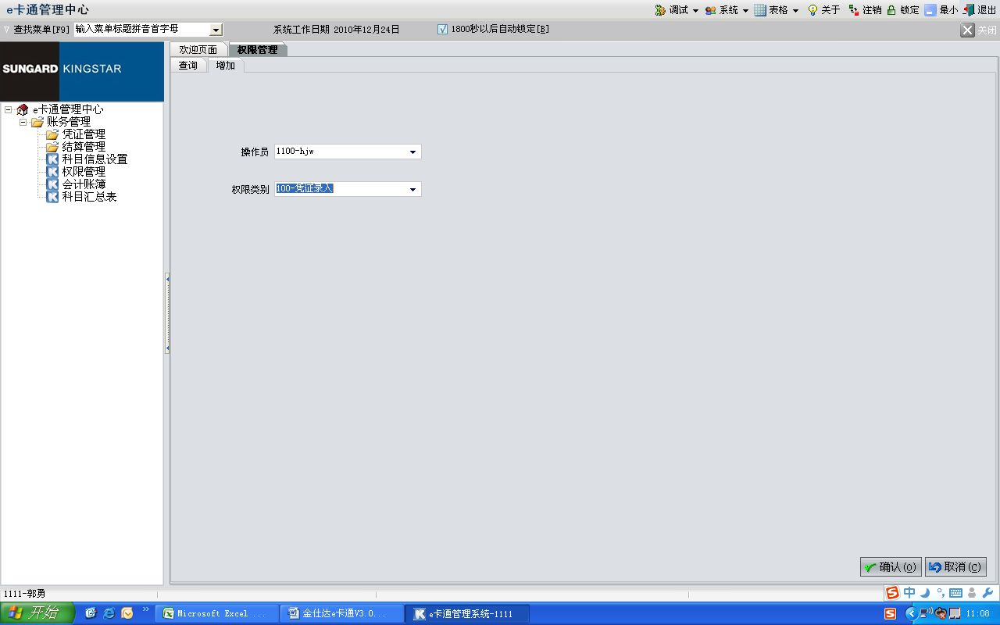 e卡通管理中心 调试 系统 表格 关于 注销 锁定 最小 退出
查找菜单[F9] 输入菜单标题拼音首字母 系统工作日期 2010年12月24日 1800秒以后自动锁定[B] 关闭
SUNGARD KINGSTAR
e卡通管理中心
账务管理
凭证管理
结算管理
科目信息设置
权限管理
会计账簿
科目汇总表
欢迎页面 权限管理
查询 增加
操作员 1100-hjw
权限类别 100-凭证录入
确认(O) 取消(C)
1111-郭勇
中
开始 Microsoft Excel ... 金仕达e卡通V3.0... e卡通管理系统-1111 11:08